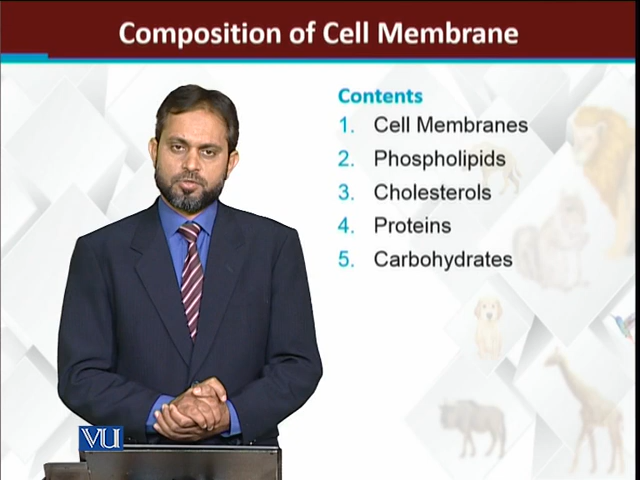 Composition of Cell Membrane
Contents
1. Cell Membranes
2. Phospholipids
3. Cholesterols
4. Proteins
5. Carbohydrates
VU